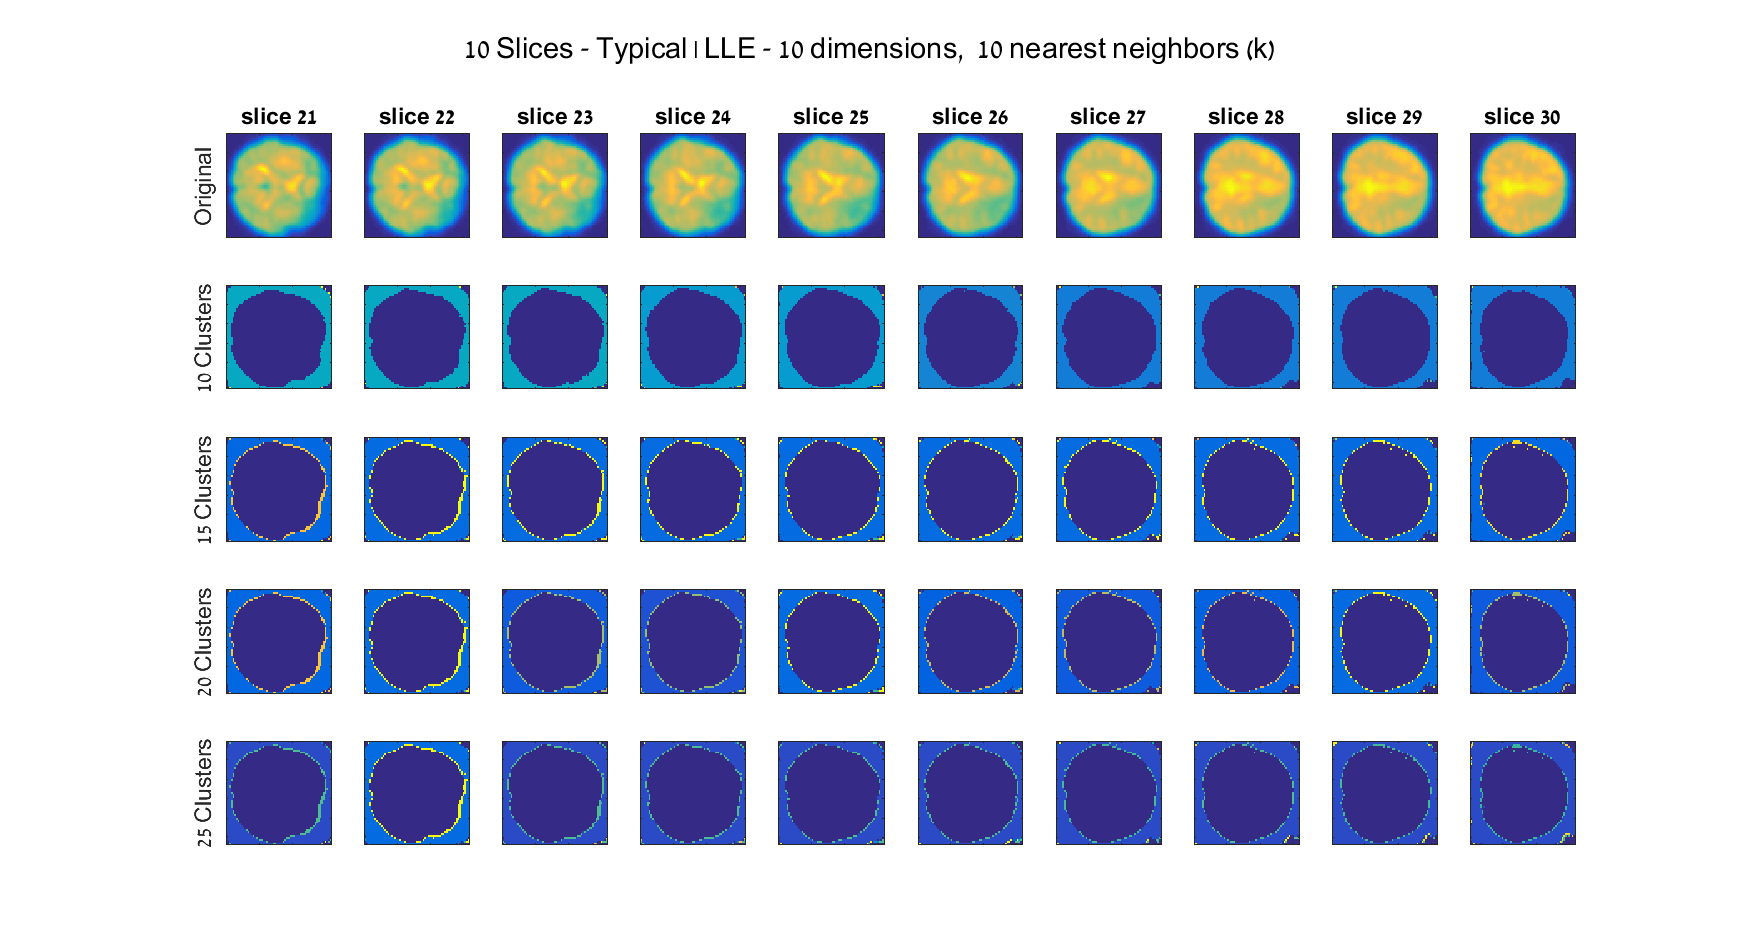 10 Slices - Typical | LLE - 10 dimensions, 10 nearest neighbors (k)
slice 21 slice 22 slice 23 slice 24 slice 25 slice 26 slice 27 slice 28 slice 29 slice 30
Original
10 Clusters
15 Clusters
20 Clusters
25 Clusters